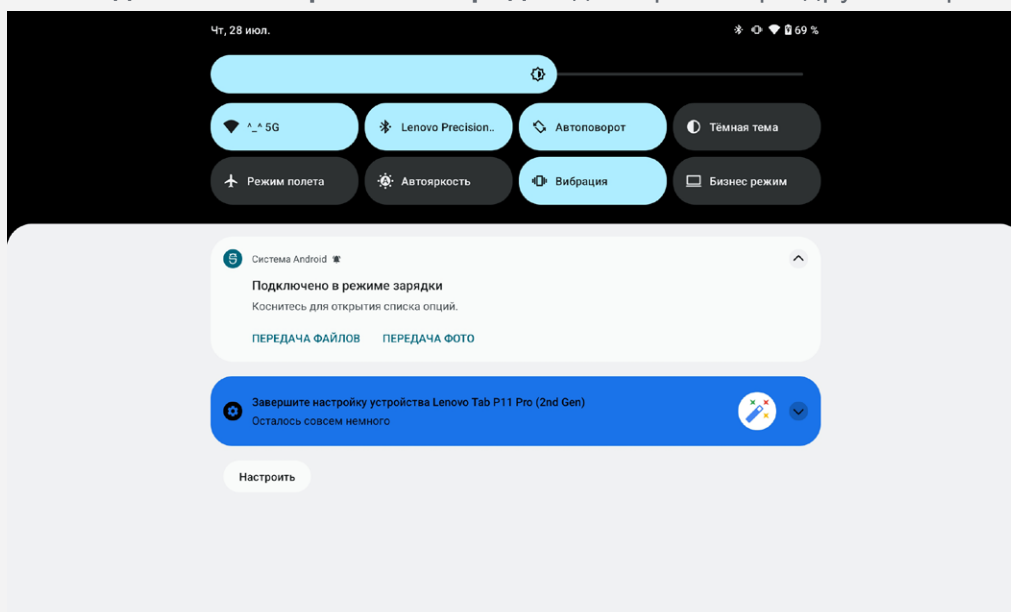 Чт, 28 июл.
69 %
^_^ 5G
Lenovo Precision..
Автоповорот
Тёмная тема
Режим полета
Автояркость
Вибрация
Бизнес режим
Система Android
Подключено в режиме зарядки
Коснитесь для открытия списка опций.
ПЕРЕДАЧА ФАЙЛОВ ПЕРЕДАЧА ФОТО
Завершите настройку устройства Lenovo Tab P11 Pro (2nd Gen)
Осталось совсем немного
Настроить